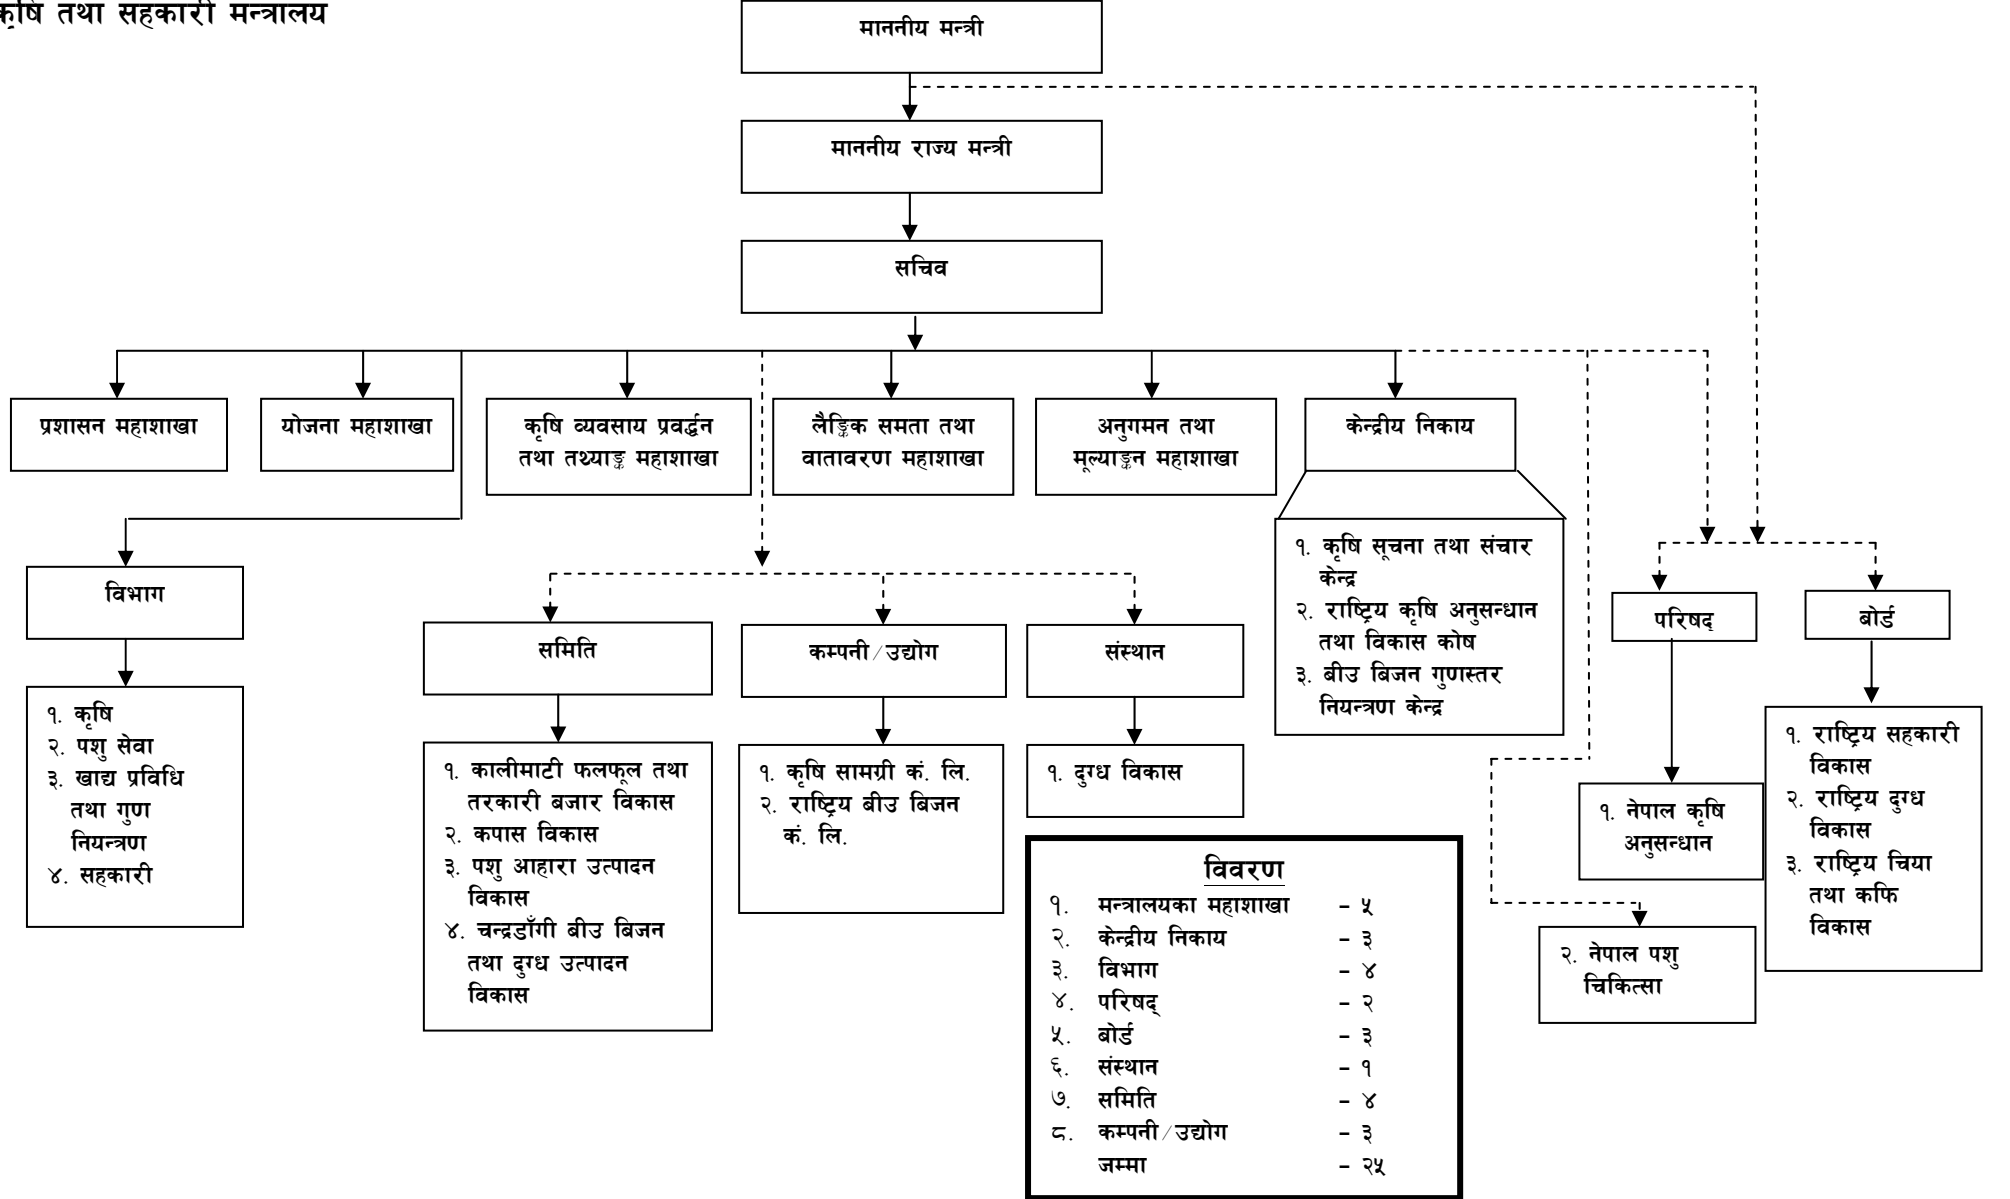 कृषि तथा सहकारी मन्त्रालय
माननीय मन्त्री
माननीय राज्य मन्त्री
सचिव
प्रशासन महाशाखा
योजना महाशाखा
कृषि व्यवसाय प्रवर्द्धन
तथा तथ्याङ्क महाशाखा
लैङ्गिक समता तथा
वातावरण महाशाखा
अनुगमन तथा
मूल्याङ्कन महाशाखा
केन्द्रीय निकाय
१. कृषि सूचना तथा संचार
केन्द्र
२. राष्ट्रिय कृषि अनुसन्धान
तथा विकास कोष
३. बीउ बिजन गुणस्तर
नियन्त्रण केन्द्र
विभाग
१. कृषि
२. पशु सेवा
३. खाद्य प्रविधि
तथा गुण
नियन्त्रण
४. सहकारी
समिति
१. कालीमाटी फलफूल तथा
तरकारी बजार विकास
२. कपास विकास
३. पशु आहारा उत्पादन
विकास
४. चन्द्रडाँगी बीउ बिजन
तथा दुग्ध उत्पादन
विकास
कम्पनी/उद्योग
१. कृषि सामग्री कं. लि.
२. राष्ट्रिय बीउ बिजन
कं. लि.
संस्थान
१. दुग्ध विकास
परिषद्
१. नेपाल कृषि
अनुसन्धान
२. नेपाल पशु
चिकित्सा
बोर्ड
१. राष्ट्रिय सहकारी
विकास
२. राष्ट्रिय दुग्ध
विकास
३. राष्ट्रिय चिया
तथा कफि
विकास
विवरण
१. मन्त्रालयका महाशाखा - ५
२. केन्द्रीय निकाय - ३
३. विभाग - ४
४. परिषद् - २
५. बोर्ड - ३
६. संस्थान - १
७. समिति - ४
८. कम्पनी/उद्योग - ३
जम्मा - २५